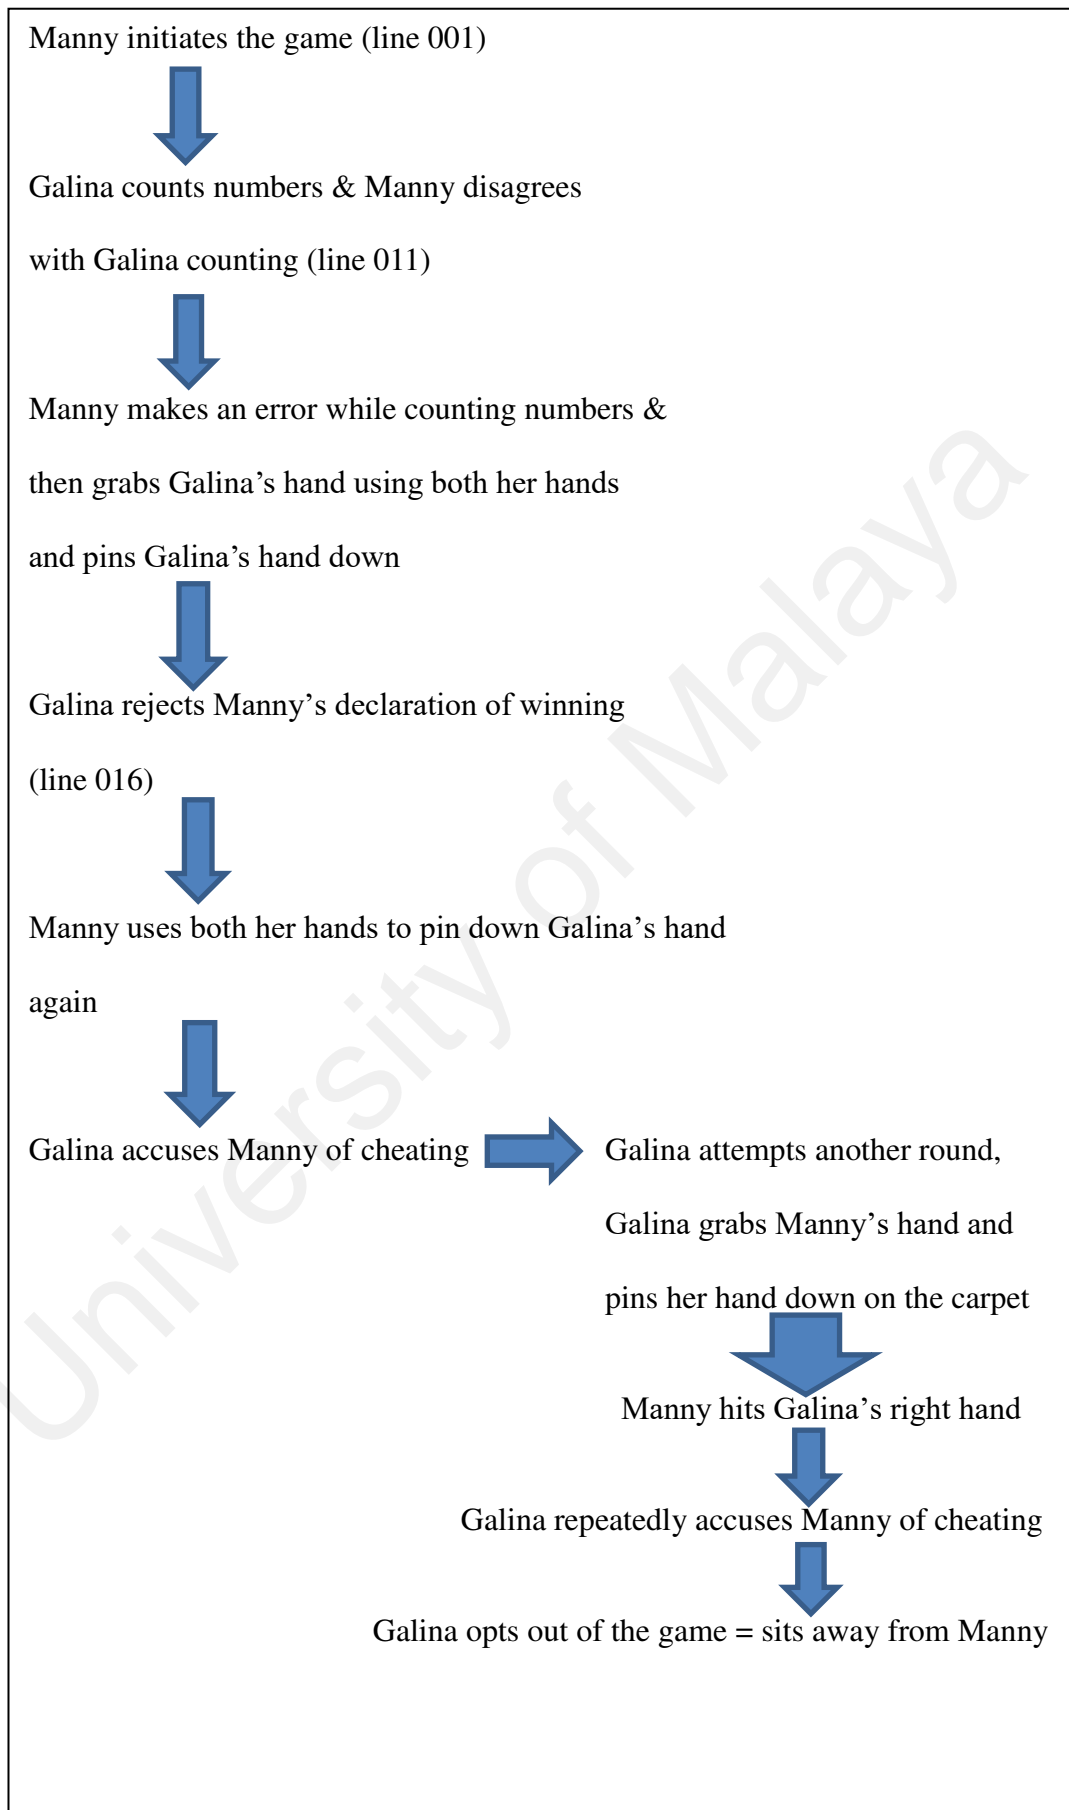 Manny initiates the game (line 001)
Galina counts numbers & Manny disagrees
with Galina counting (line 011)
Manny makes an error while counting numbers &
then grabs Galina’s hand using both her hands
and pins Galina’s hand down
Galina rejects Manny’s declaration of winning
(line 016)
Manny uses both her hands to pin down Galina’s hand
again
Galina accuses Manny of cheating
Galina attempts another round,
Galina grabs Manny’s hand and
pins her hand down on the carpet
Manny hits Galina’s right hand
Galina repeatedly accuses Manny of cheating
Galina opts out of the game = sits away from Manny
University of Malaya